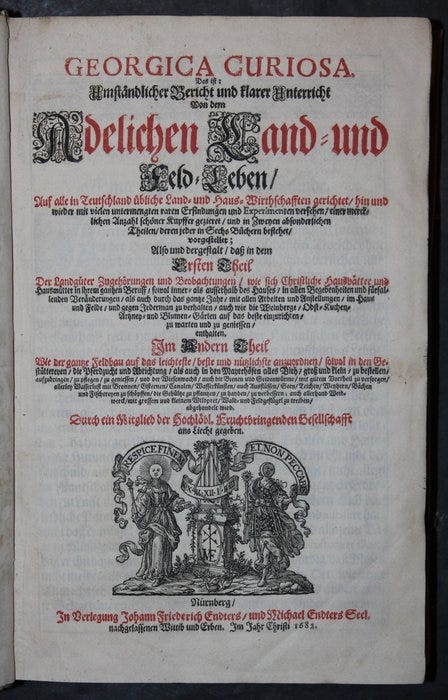 GEORGICA CURIOSA.
Das ist:
Umständlicher Bericht und klarer Unterricht
Von dem
Adelichen Land- und
Feld-Leben/
Auf alle in Teutschland übliche Land- und Haus-Wirthschafften gerichtet/ hin und
wieder mit vielen untermengten raren Erfindungen und Experimenten versehen/ einer merck-
lichen Anzahl schöner Kupffer gezieret/ und in Zweyen absonderlichen
Theilen/ deren jeder in Sechs Büchern bestehet/
vorgestellet;
Also und dergestalt/ daß in dem
Ersten Theil
Der Landgüter Zugehörungen und Beobachtungen/ wie sich Christliche Hausvätter und
Hausmütter in ihrem gantzen Beruff/ sowol inner- als ausserhalb des Hauses/ in allen Begebenheiten und fürfal-
lenden Veränderungen/ als auch durch das gantze Jahr/ mit allen Arbeiten und Anstellungen/ im Haus
und Felde/ und gegen Jederman zu verhalten/ auch wie die Weinberge/ Obst- Kuchen-
Artzney- und Blumen-Gärten auf das beste einzurichten/
zu warten und zu geniessen/
enthalten.
Im Andern Theil
Wie der gantze Feldbau auf das leichteste/ beste und nützlichste anzuordnen/ sowol in den Ge-
stüttereyen/ die Pferdzucht und Abrichtung/ als auch in den Mayerhöfen alles Vieh/ groß und klein/ zu bestellen/
aufzubringen/ zu pflegen/ zu geniessen/ und vor Viehschmach/ auch die Bienen und Seidenwürme/ mit gutem Vortheil zu versorgen/
allerley Wasserlust mit Brunnen/ Cisternen/ Canalen/ Wasserkünsten/ auch Ausflüssen/ Seen/ Teichen/ Weyhern/ Bächen
und Fischereyen zu schöpffen/ die Gehültze zu pflantzen/ zu handen/ zu verbessern; auch allerhand Weid-
werck/ mit grossen und kleinen Wildpret/ Wald- und Feldgeflügel zu treiben/
abgehandelt wird.
Durch ein Mitglied der Hochlöbl. Fruchtbringenden Gesellschafft
ans Liecht gegeben.
RESPICE FINEM
ET NON PECCABIS
Nürnberg/
In Verlegung Johann Friederich Endters/ und Michael Endters Seel.
nachgelassenen Wittib und Erben. Im Jahr Christi 1682.